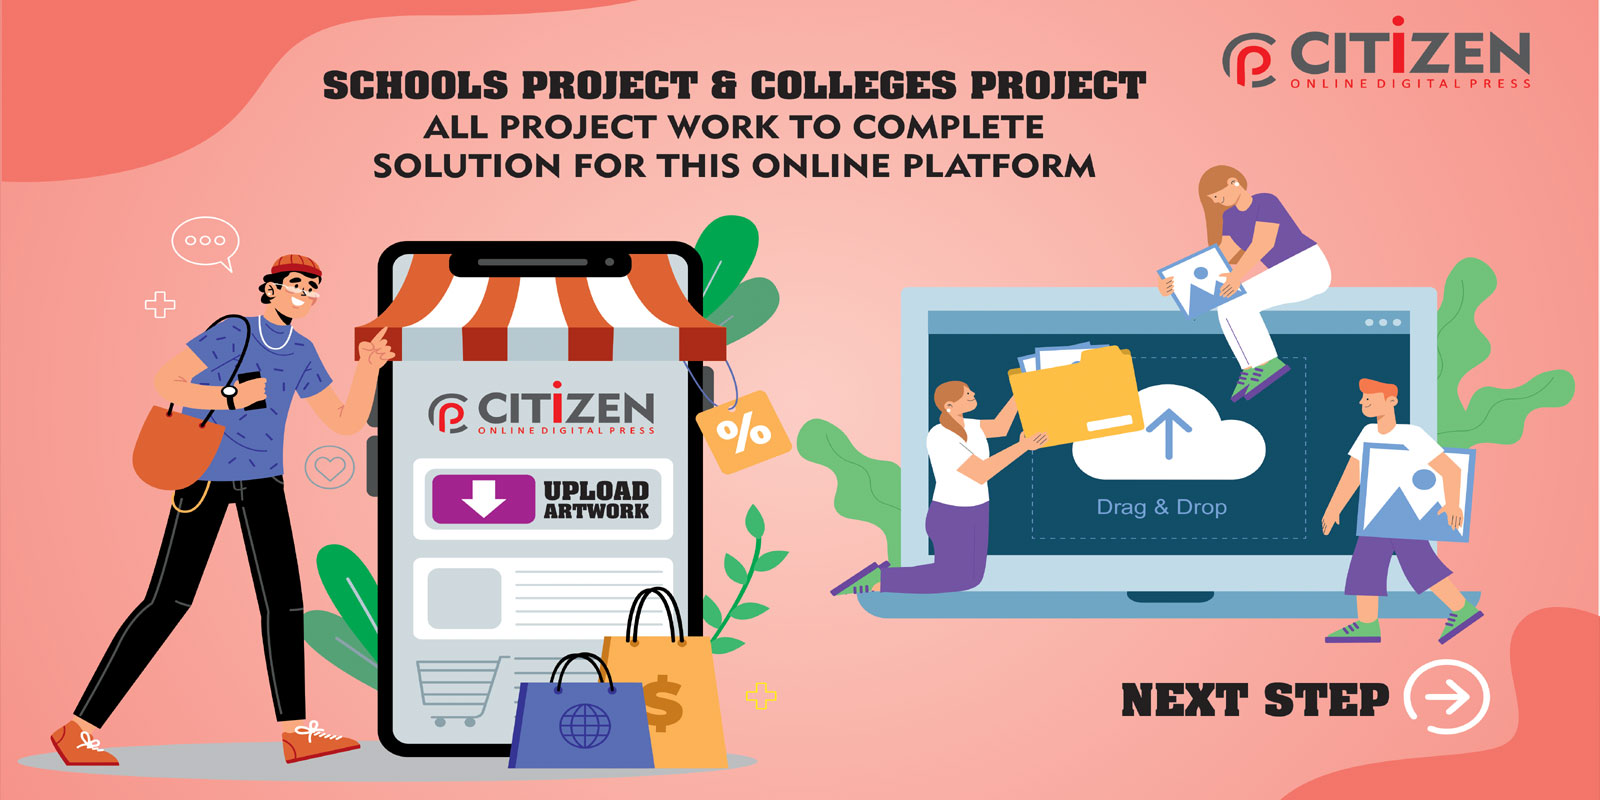 CITIZEN
ONLINE DIGITAL PRESS
SCHOOLS PROJECT & COLLEGES PROJECT
ALL PROJECT WORK TO COMPLETE
SOLUTION FOR THIS ONLINE PLATFORM
CITIZEN
ONLINE DIGITAL PRESS
%
UPLOAD
ARTWORK
$
Drag & Drop
NEXT STEP